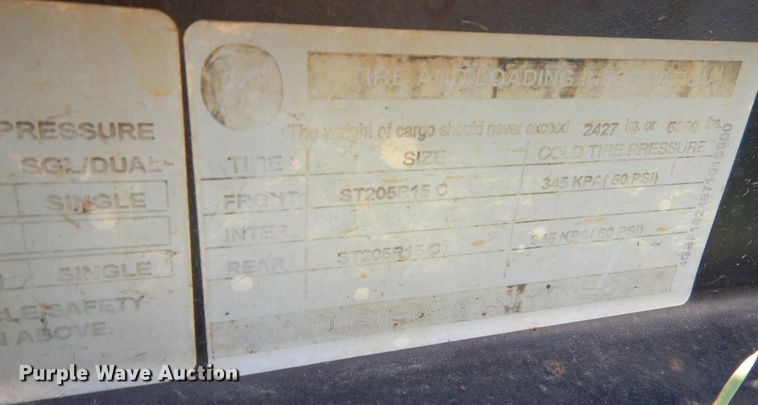 PRESSURE
SGL/DUAL
SINGLE
SINGLE
LE SAFETY
N ABOVE.
TIRE AND LOADING INFORMATION
The weight of cargo should never exceed 2427 kg. or lbs
TIRE SIZE COLD TIRE PRESSURE
FRONT ST205R15 C 345 KPA( 50 PSI)
INTER
REAR ST205R15 C 345 KPA( 50 PSI)
Purple Wave Auction